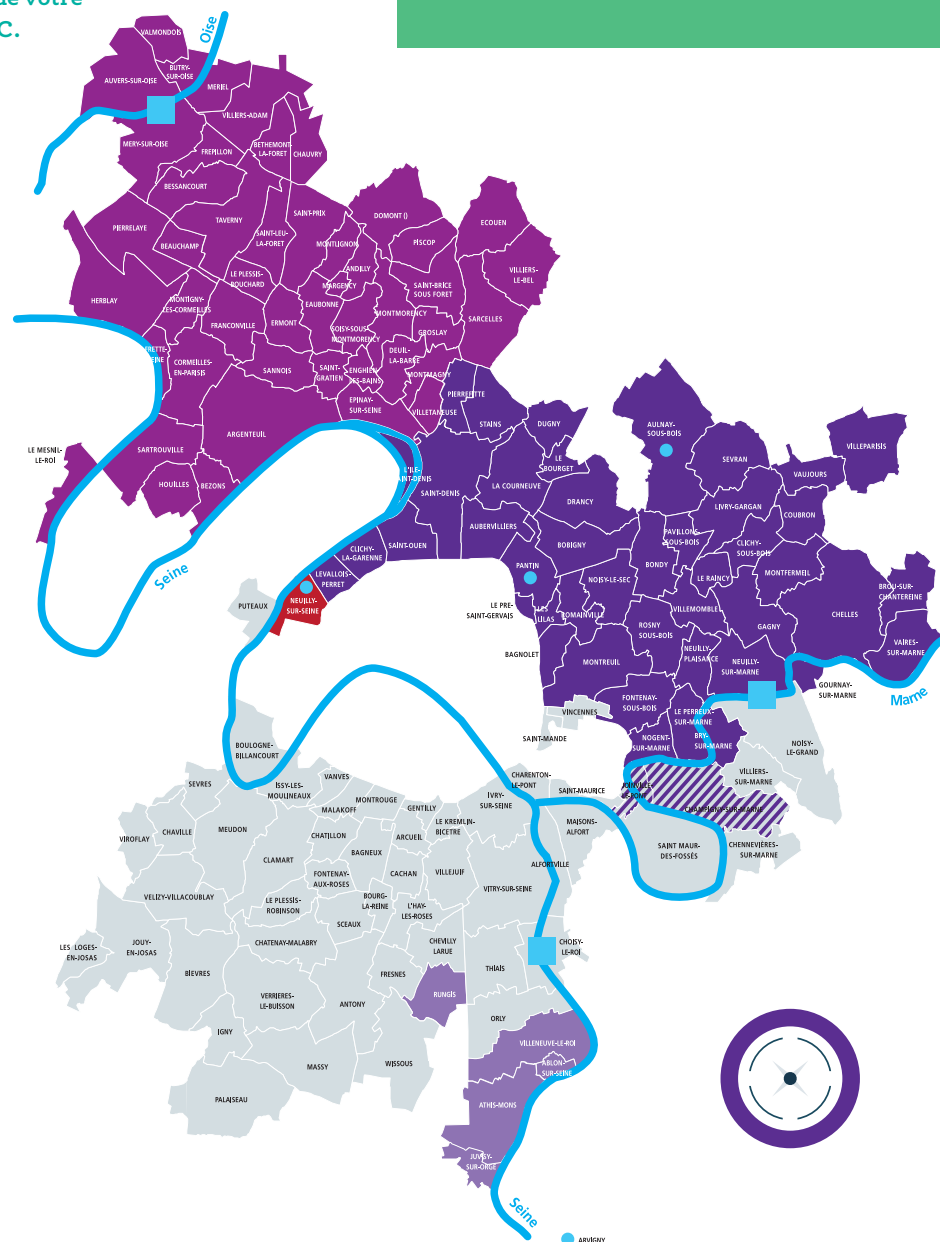 de votre
C.
Oise
VALMONDOIS
BUTRY-
SUR-OISE
AUVERS-SUR-OISE
MERIEL
VILLIERS-ADAM
MERY-SUR-OISE
FREPILLON
BETHEMONT-
LA-FORET
CHAUVRY
BESSANCOURT
PIERRELAYE
TAVERNY
SAINT-PRIX
DOMONT ()
ECOUEN
BEAUCHAMP
SAINT-LEU-
LA-FORET
MONTLIGNON
PISCOP
ANDILLY
VILLIERS-
LE-BEL
LE PLESSIS-
BOUCHARD
MARGENCY
SAINT-BRICE
SOUS FORET
HERBLAY
MONTIGNY-
LES-CORMEILLES
EAUBONNE
MONTMORENCY
SARCELLES
FRANCONVILLE
ERMONT
SOISY-SOUS-
MONTMORENCY
GROSLAY
CORMEILLES-
EN-PARISIS
SANNOIS
SAINT-
GRATIEN
ENGHIEN
LES-BAINS
DEUIL-
LA-BARRE
MONTMAGNY
PIERREFITTE
EPINAY-
SUR-SEINE
VILLETANEUSE
STAINS
DUGNY
AULNAY-
SOUS-BOIS
VILLEPARISIS
ARGENTEUIL
LE MESNIL-
LE-ROI
SARTROUVILLE
LE
BOURGET
SEVRAN
VAUJOURS
HOUILLES
BEZONS
L'ILE-
SAINT-DENIS
SAINT-DENIS
LA COURNEUVE
DRANCY
LIVRY-GARGAN
COUBRON
AUBERVILLIERS
PAVILLONS-
SOUS-BOIS
CLICHY-
SOUS-BOIS
CLICHY-
LA-GARENNE
SAINT-OUEN
BOBIGNY
BONDY
MONTFERMEIL
Seine
LEVALLOIS-
PERRET
PANTIN
NOISY-LE-SEC
LE RAINCY
BROU-SUR-
CHANTEREINE
PUTEAUX
NEUILLY-
SUR-SEINE
LE PRE-
SAINT-GERVAIS
LES
LILAS
ROMAINVILLE
VILLEMOMBLE
GAGNY
CHELLES
ROSNY
SOUS-BOIS
VAIRES-
SUR-MARNE
BAGNOLET
MONTREUIL
NEUILLY-
PLAISANCE
NEUILLY-
SUR-MARNE
GOURNAY-
SUR-MARNE
Marne
FONTENAY-
SOUS-BOIS
VINCENNES
LE PERREUX-
SUR-MARNE
SAINT-MANDE
NOGENT-
SUR-MARNE
BRY-
SUR-MARNE
NOISY-
LE-GRAND
BOULOGNE-
BILLANCOURT
VILLIERS-
SUR-MARNE
SEVRES
ISSY-LES-
MOULINEAUX
VANVES
CHARENTON-
LE-PONT
SAINT-MAURICE
JOINVILLE-
LE-PONT
MALAKOFF
MONTROUGE
GENTILLY
IVRY-
SUR-SEINE
CHAMPIGNY-SUR-MARNE
VIROFLAY
CHAVILLE
MEUDON
CHATILLON
ARCUEIL
LE KREMLIN-
BICETRE
MAISONS-
ALFORT
SAINT MAUR-
DES-FOSSÉS
CHENNEVIÈRES-
SUR-MARNE
CLAMART
BAGNEUX
ALFORTVILLE
FONTENAY-
AUX-ROSES
CACHAN
VILLEJUIF
VITRY-SUR-SEINE
VELIZY-VILLACOUBLAY
LE PLESSIS-
ROBINSON
BOURG-
LA-REINE
L'HAY-
LES-ROSES
SCEAUX
LES LOGES-
EN-JOSAS
JOUY-
EN-JOSAS
CHATENAY-MALABRY
CHEVILLY
LARUE
CHOISY-
LE-ROI
BIEVRES
FRESNES
THIAIS
VERRIERES-
LE-BUISSON
ANTONY
RUNGIS
ORLY
IGNY
VILLENEUVE-LE-ROI
MASSY
WISSOUS
ABLON-
SUR-SEINE
PALAISEAU
ATHIS-MONS
JUVISY-
SUR-ORGE
Seine
ARVIGNY